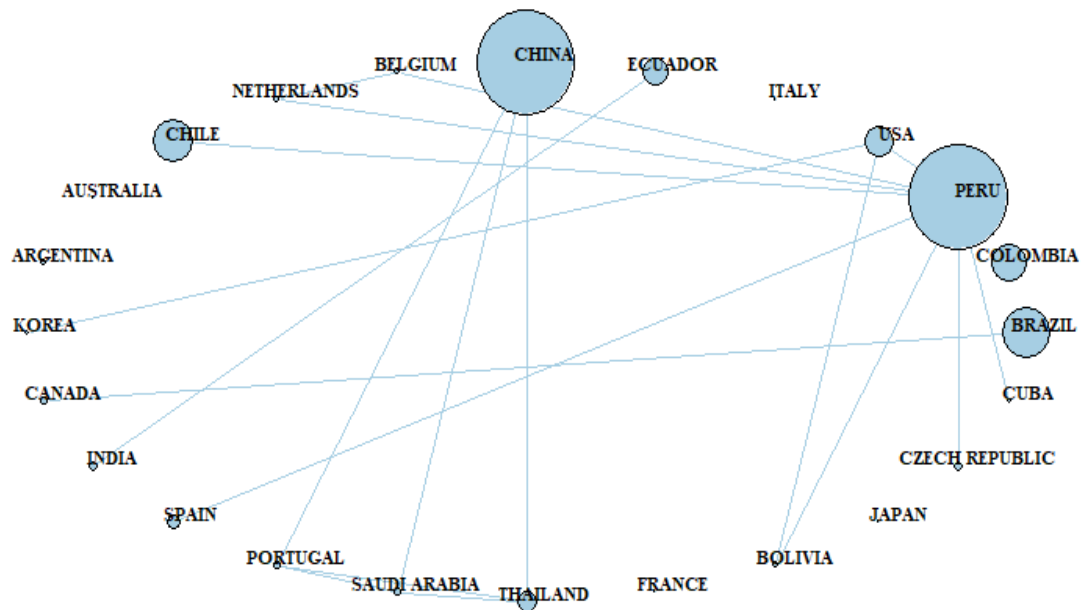 CHINA
BELGIUM
ECUADOR
NETHERLANDS
ITALY
CHILE
USA
AUSTRALIA
PERU
ARGENTINA
COLOMBIA
KOREA
BRAZIL
CANADA
CUBA
INDIA
CZECH REPUBLIC
SPAIN
JAPAN
PORTUGAL
BOLIVIA
SAUDI ARABIA
FRANCE
THAILAND